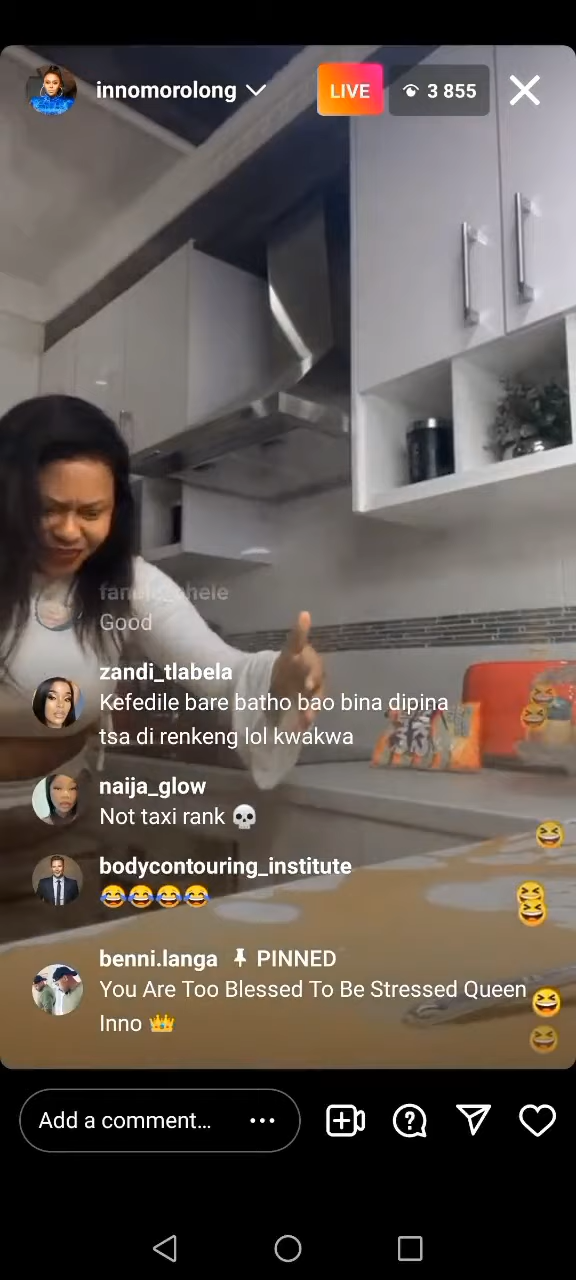 innomorolong
LIVE
3 855
Good
zandi_tlabela
Kefedile bare batho bao bina dipina
tsa di renkeng lol kwakwa
naija_glow
Not taxi rank 💀
bodycontouring_institute
😂😂😂😂
benni.langa PINNED
You Are Too Blessed To Be Stressed Queen
Inno 👑
Add a comment...